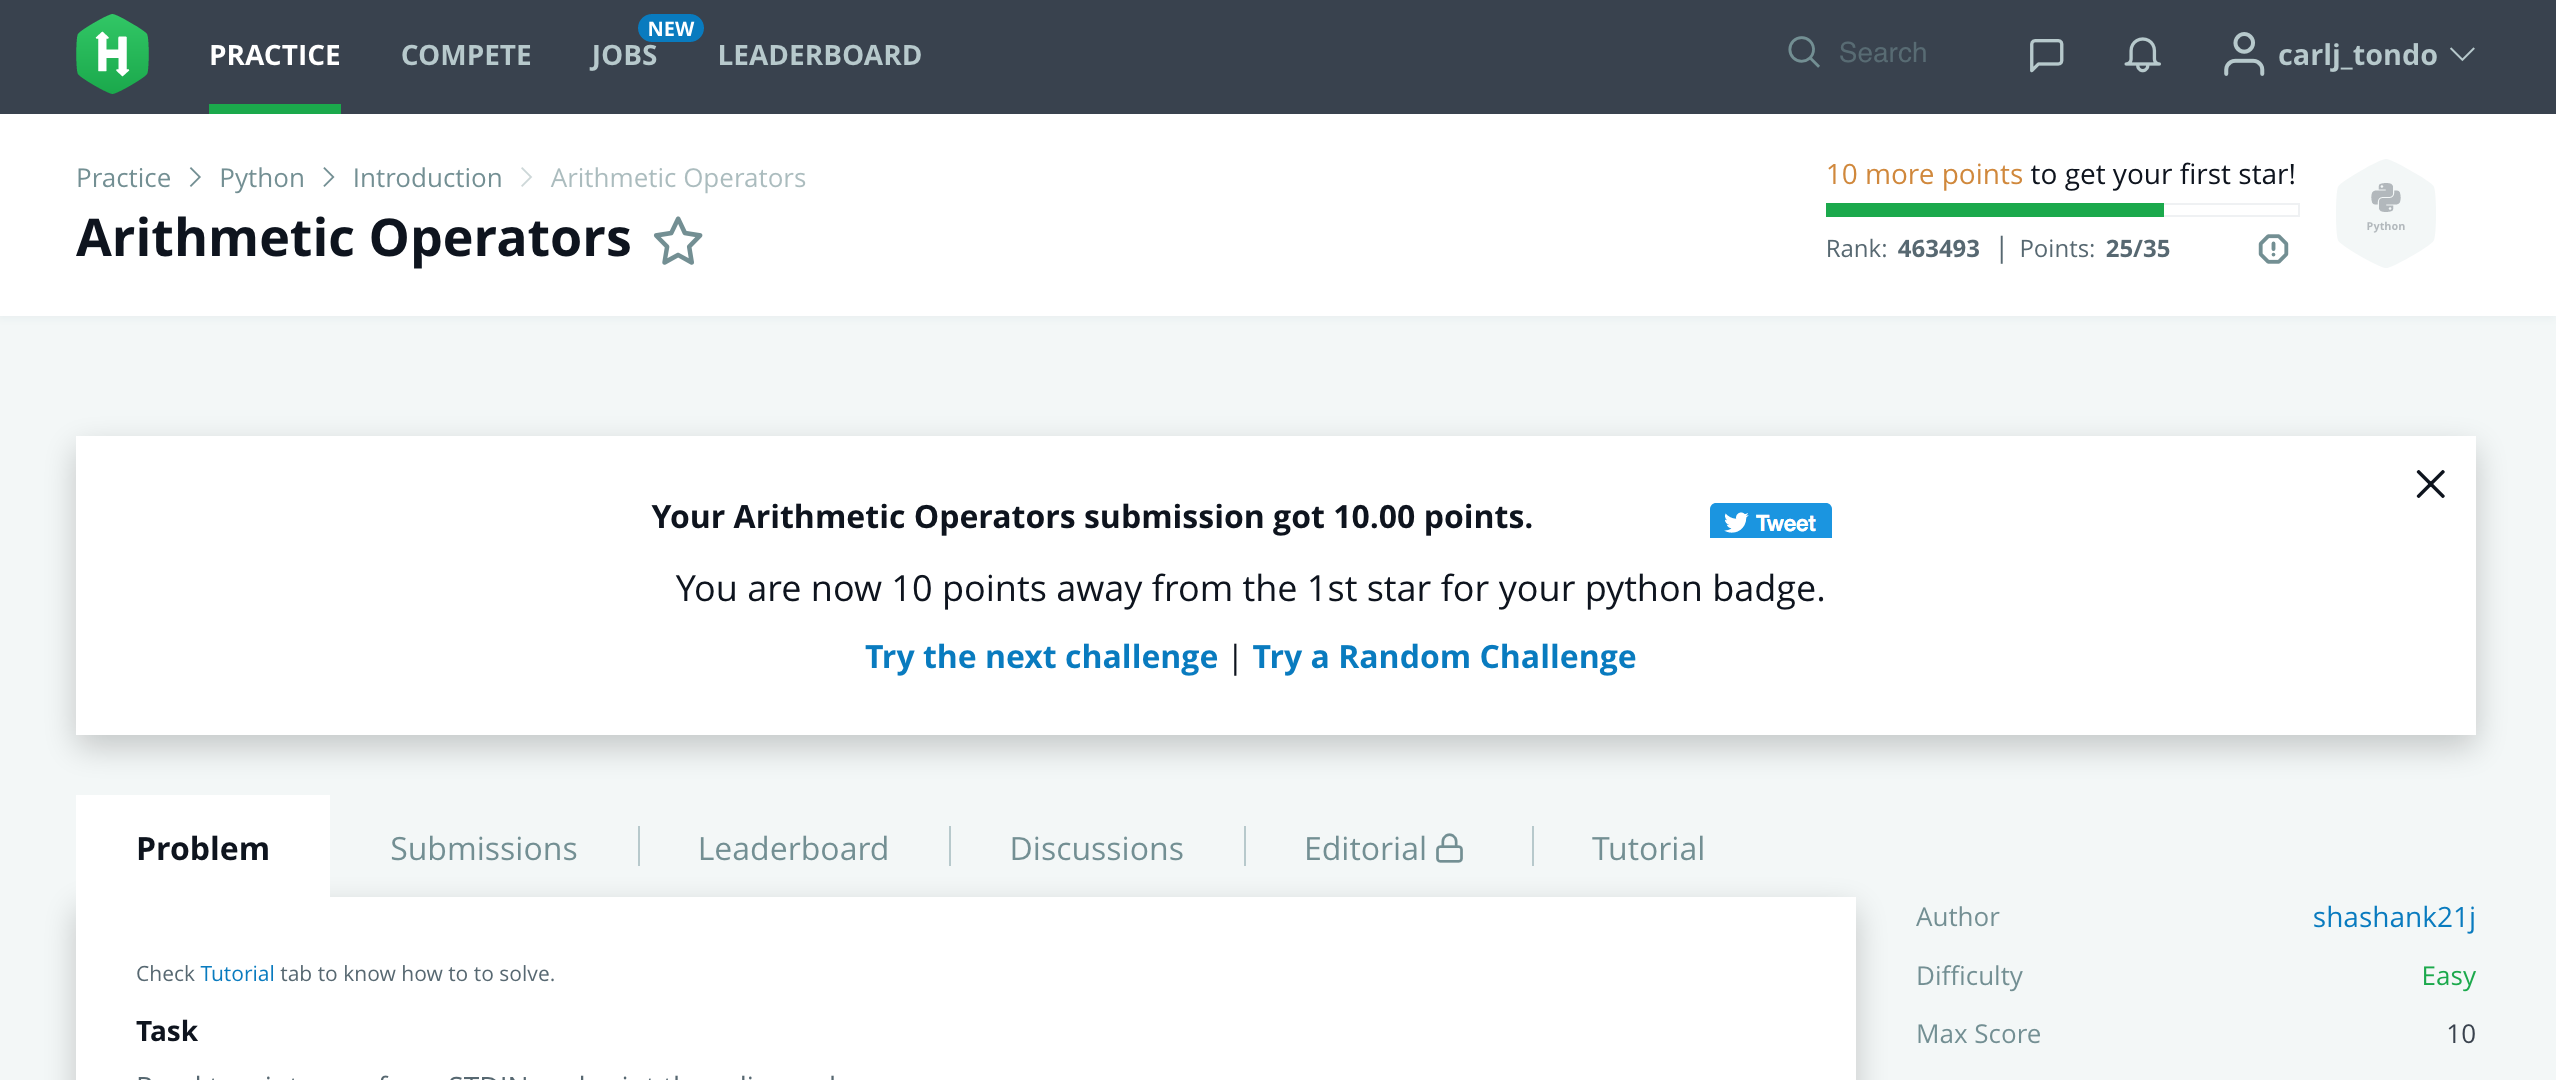 H
PRACTICE COMPETE JOBS NEW LEADERBOARD Search carlj_tondo
Practice > Python > Introduction > Arithmetic Operators
Arithmetic Operators
10 more points to get your first star!
Rank: 463493 | Points: 25/35
Python
Your Arithmetic Operators submission got 10.00 points.
Tweet
You are now 10 points away from the 1st star for your python badge.
Try the next challenge | Try a Random Challenge
Problem Submissions Leaderboard Discussions Editorial Tutorial
Author shashank21j
Difficulty Easy
Max Score 10
Check Tutorial tab to know how to to solve.
Task